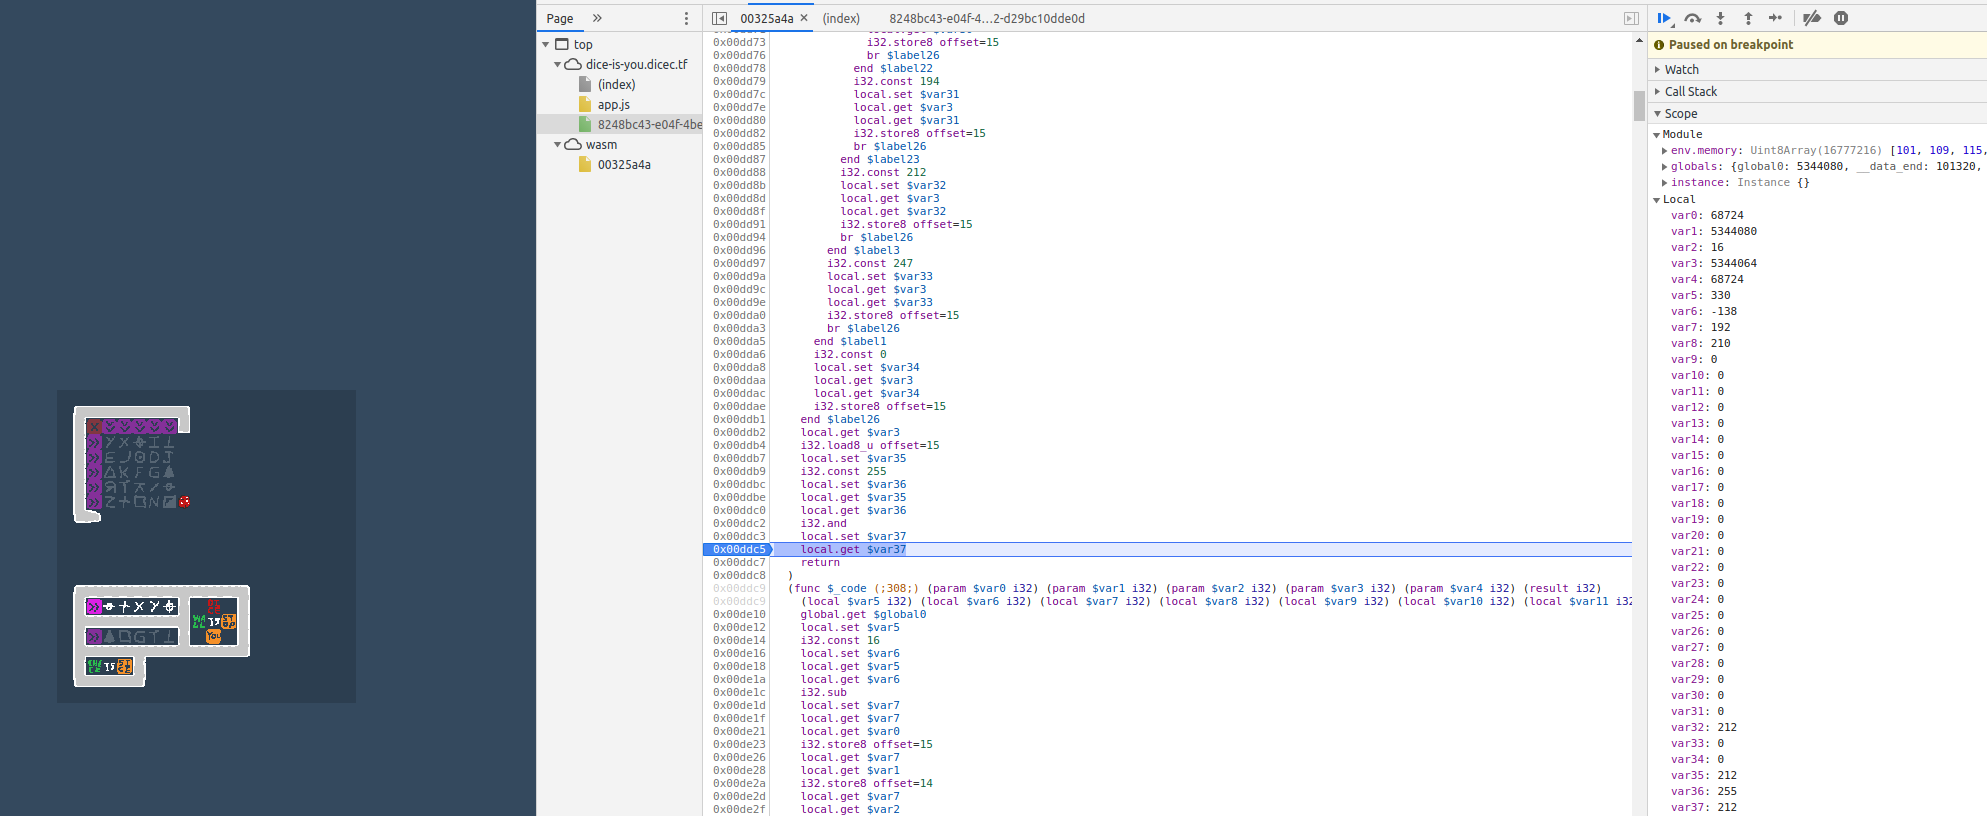 Page
00325a4a ×
(index)
8248bc43-e04f-4…2-d29bc10dde0d
top
dice-is-you.dicec.tf
(index)
app.js
8248bc43-e04f-4be
wasm
00325a4a
0x00dd73 i32.store8 offset=15
0x00dd76 br $label26
0x00dd78 end $label22
0x00dd79 i32.const 194
0x00dd7c local.set $var31
0x00dd7e local.get $var3
0x00dd80 local.get $var31
0x00dd82 i32.store8 offset=15
0x00dd85 br $label26
0x00dd87 end $label23
0x00dd88 i32.const 212
0x00dd8b local.set $var32
0x00dd8d local.get $var3
0x00dd8f local.get $var32
0x00dd91 i32.store8 offset=15
0x00dd94 br $label26
0x00dd96 end $label3
0x00dd97 i32.const 247
0x00dd9a local.set $var33
0x00dd9c local.get $var3
0x00dd9e local.get $var33
0x00dda0 i32.store8 offset=15
0x00dda3 br $label26
0x00dda5 end $label1
0x00dda6 i32.const 0
0x00dda8 local.set $var34
0x00ddaa local.get $var3
0x00ddac local.get $var34
0x00ddae i32.store8 offset=15
0x00ddb1 end $label26
0x00ddb2 local.get $var3
0x00ddb4 i32.load8_u offset=15
0x00ddb7 local.set $var35
0x00ddb9 i32.const 255
0x00ddbc local.set $var36
0x00ddbe local.get $var35
0x00ddc0 local.get $var36
0x00ddc2 i32.and
0x00ddc3 local.set $var37
0x00ddc5 local.get $var37
0x00ddc7 return
0x00ddc8 )
0x00ddc9 (func $_code (;308;) (param $var0 i32) (param $var1 i32) (param $var2 i32) (param $var3 i32) (param $var4 i32) (result i32)
0x00ddc9 (local $var5 i32) (local $var6 i32) (local $var7 i32) (local $var8 i32) (local $var9 i32) (local $var10 i32) (local $var11 i32
0x00de10 global.get $global0
0x00de12 local.set $var5
0x00de14 i32.const 16
0x00de16 local.set $var6
0x00de18 local.get $var5
0x00de1a local.get $var6
0x00de1c i32.sub
0x00de1d local.set $var7
0x00de1f local.get $var7
0x00de21 local.get $var0
0x00de23 i32.store8 offset=15
0x00de26 local.get $var7
0x00de28 local.get $var1
0x00de2a i32.store8 offset=14
0x00de2d local.get $var7
0x00de2f local.get $var2
Paused on breakpoint
Watch
Call Stack
Scope
Module
env.memory: Uint8Array(16777216) [101, 109, 115,
globals: {global0: 5344080, __data_end: 101320,
instance: Instance {}
Local
var0: 68724
var1: 5344080
var2: 16
var3: 5344064
var4: 68724
var5: 330
var6: -138
var7: 192
var8: 210
var9: 0
var10: 0
var11: 0
var12: 0
var13: 0
var14: 0
var15: 0
var16: 0
var17: 0
var18: 0
var19: 0
var20: 0
var21: 0
var22: 0
var23: 0
var24: 0
var25: 0
var26: 0
var27: 0
var28: 0
var29: 0
var30: 0
var31: 0
var32: 212
var33: 0
var34: 0
var35: 212
var36: 255
var37: 212